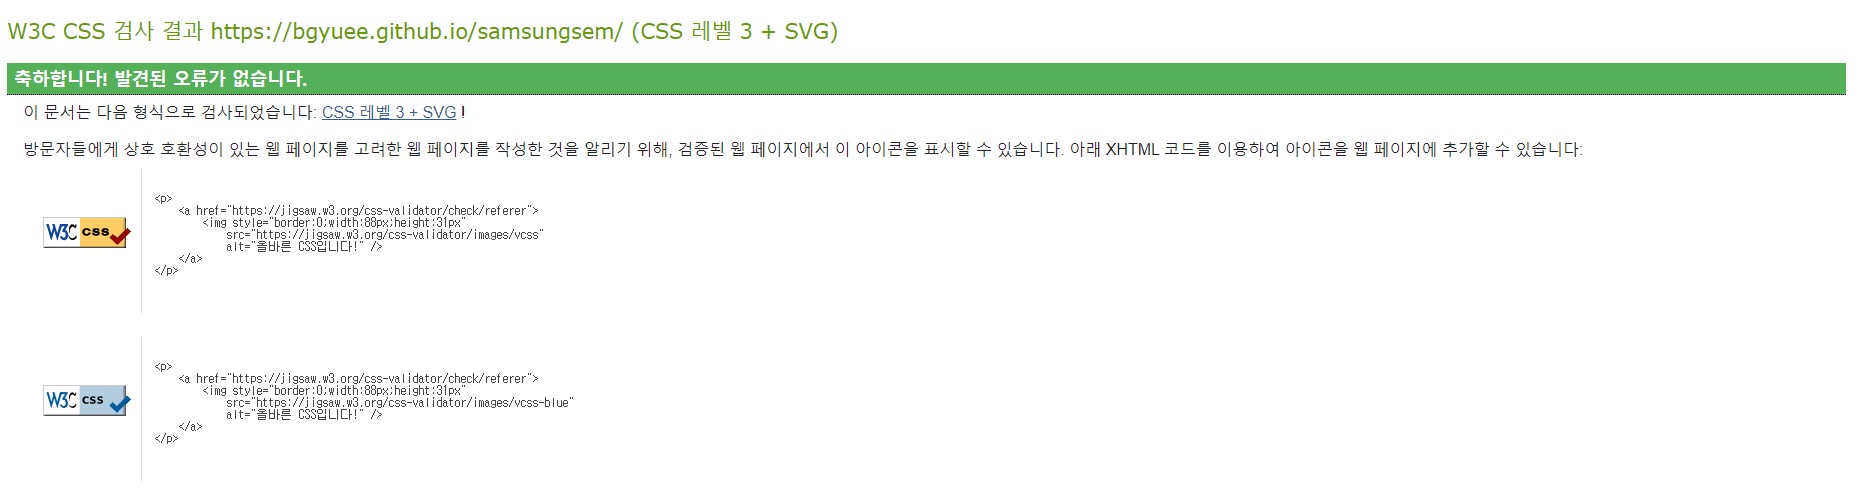 W3C CSS 검사 결과 https://bgyuee.github.io/samsungsem/ (CSS 레벨 3 + SVG)
축하합니다! 발견된 오류가 없습니다.
이 문서는 다음 형식으로 검사되었습니다: CSS 레벨 3 + SVG !
방문자들에게 상호 호환성이 있는 웹 페이지를 고려한 웹 페이지를 작성한 것을 알리기 위해, 검증된 웹 페이지에서 이 아이콘을 표시할 수 있습니다. 아래 XHTML 코드를 이용하여 아이콘을 웹 페이지에 추가할 수 있습니다:
W3C css
<p>
<a href="https://jigsaw.w3.org/css-validator/check/referer">
<img style="border:0;width:88px;height:31px"
src="https://jigsaw.w3.org/css-validator/images/vcss"
alt="올바른 CSS입니다!" />
</a>
</p>
W3C css
<p>
<a href="https://jigsaw.w3.org/css-validator/check/referer">
<img style="border:0;width:88px;height:31px"
src="https://jigsaw.w3.org/css-validator/images/vcss-blue"
alt="올바른 CSS입니다!" />
</a>
</p>